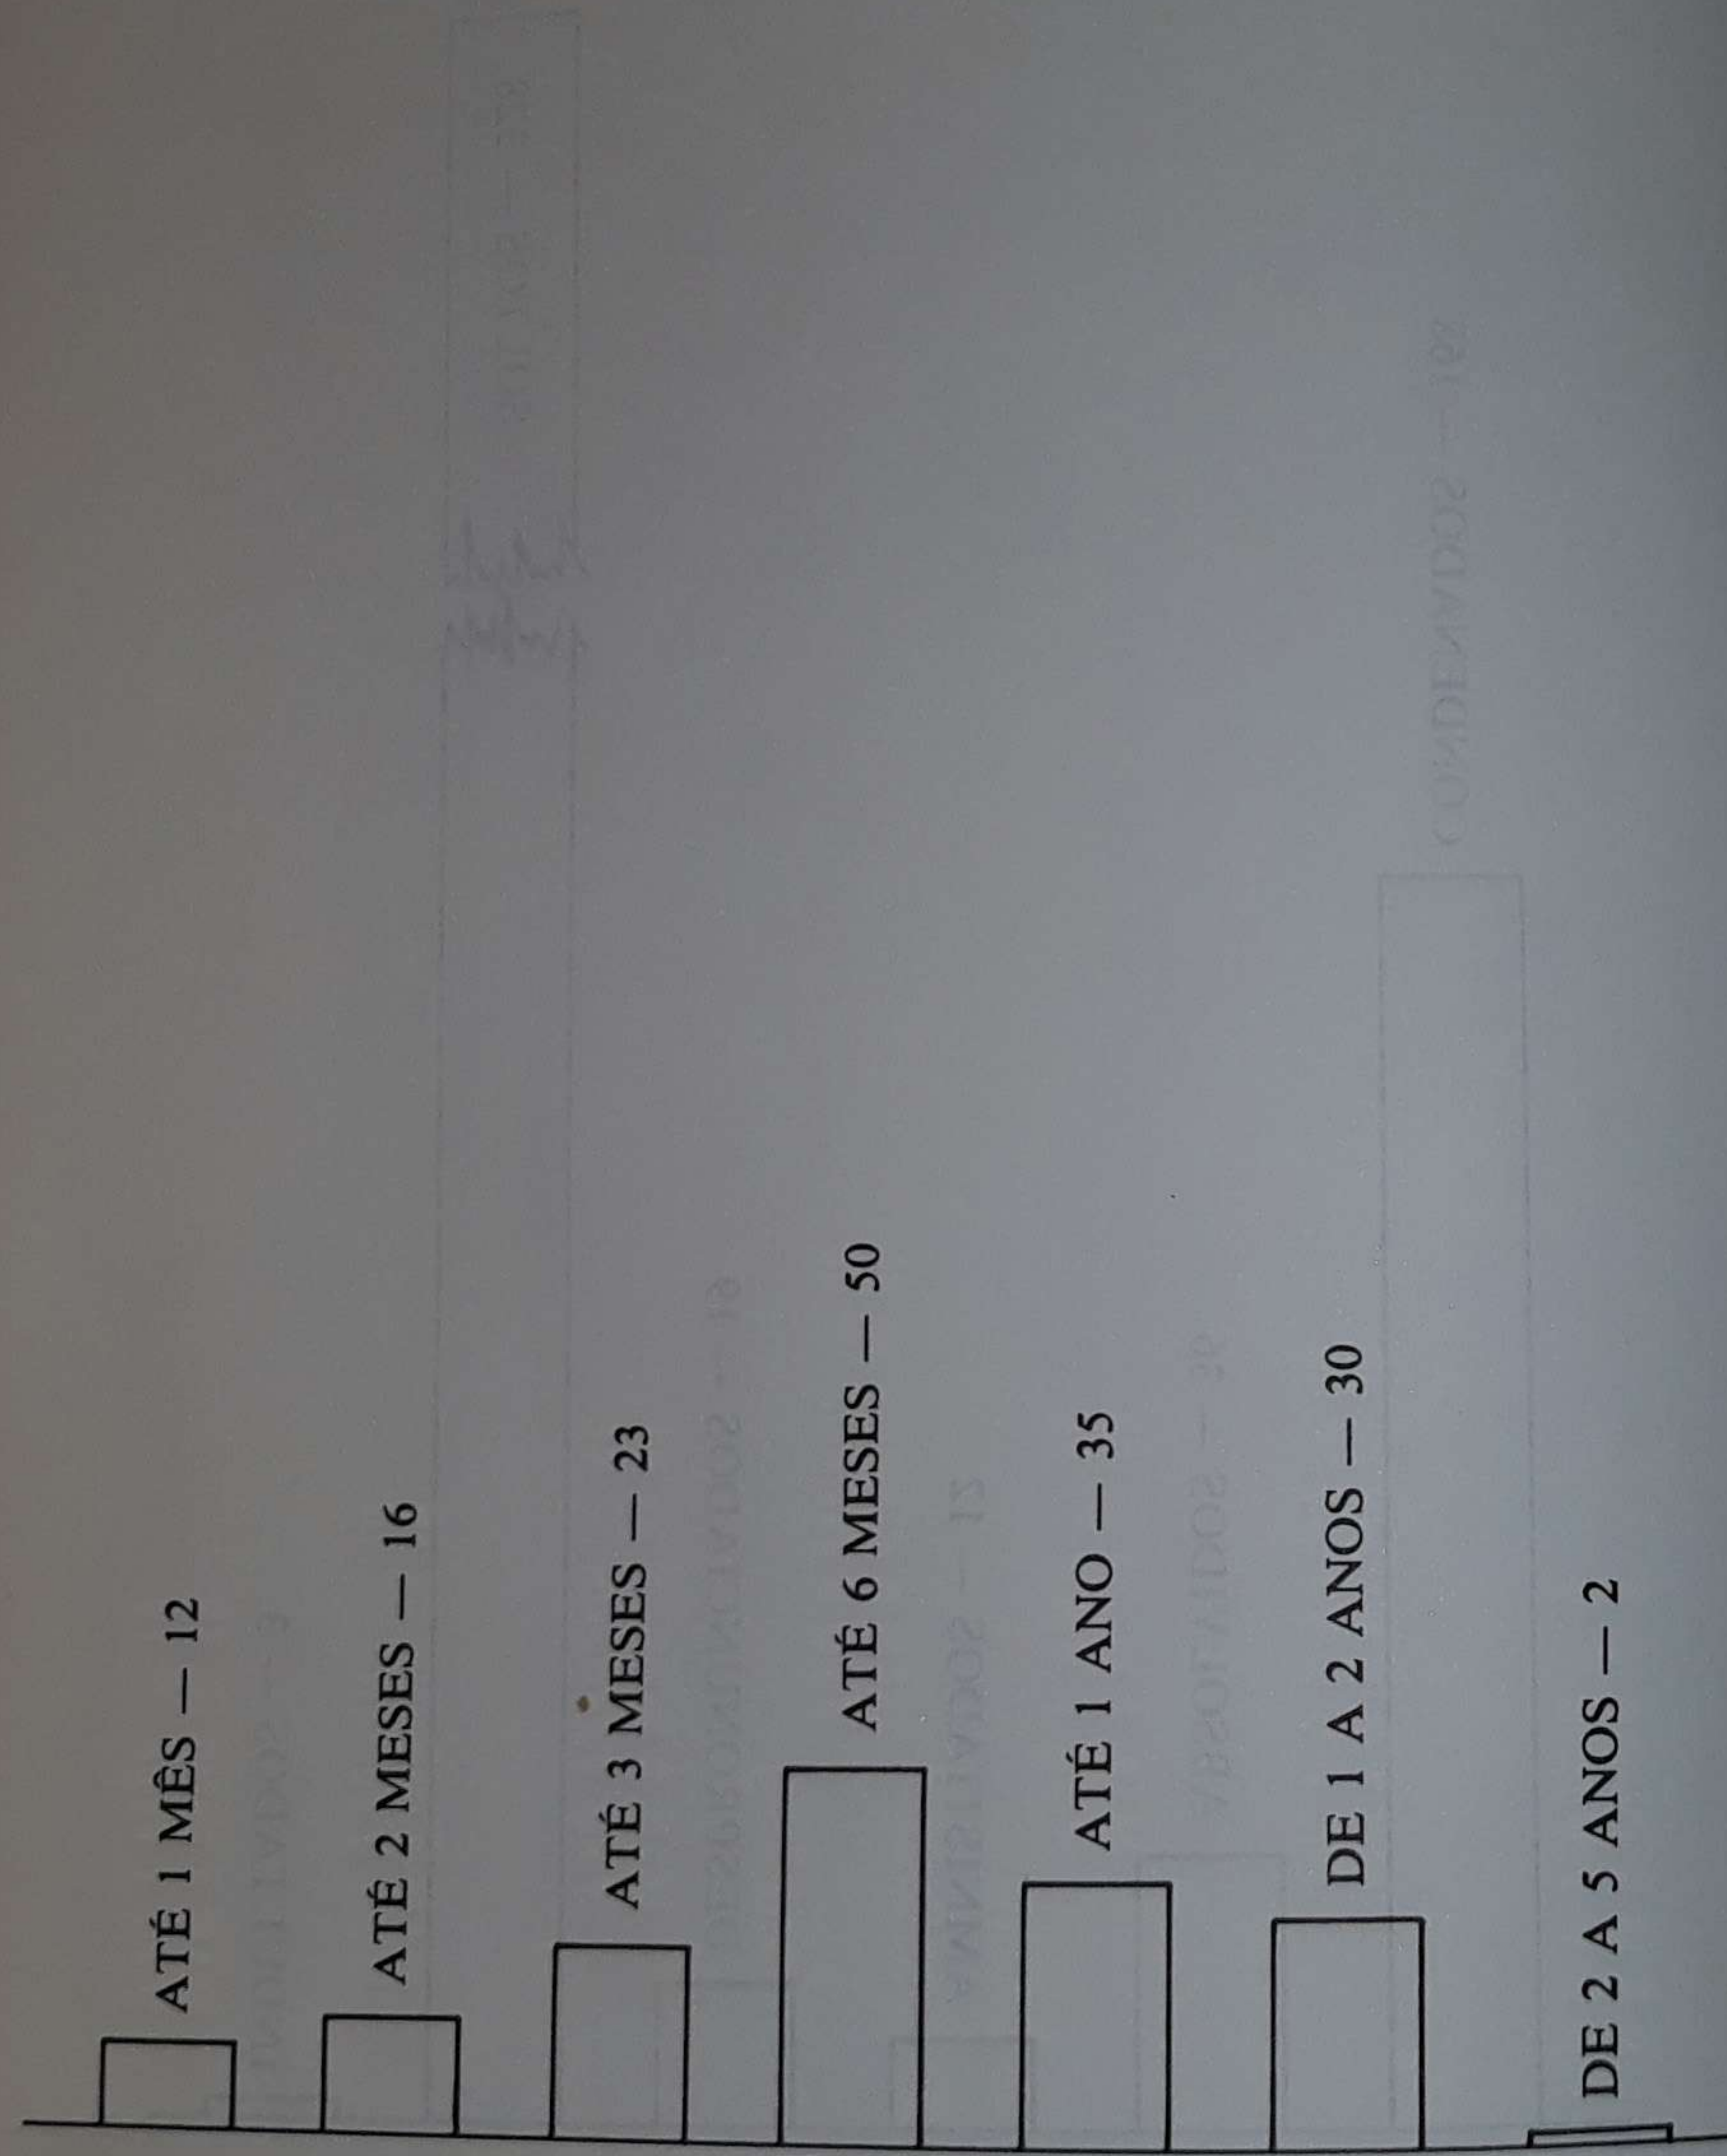 ATÉ 1 MÊS — 12
ATÉ 2 MESES — 16
ATÉ 3 MESES — 23
ATÉ 6 MESES — 50
ATÉ 1 ANO — 35
DE 1 A 2 ANOS — 30
DE 2 A 5 ANOS — 2